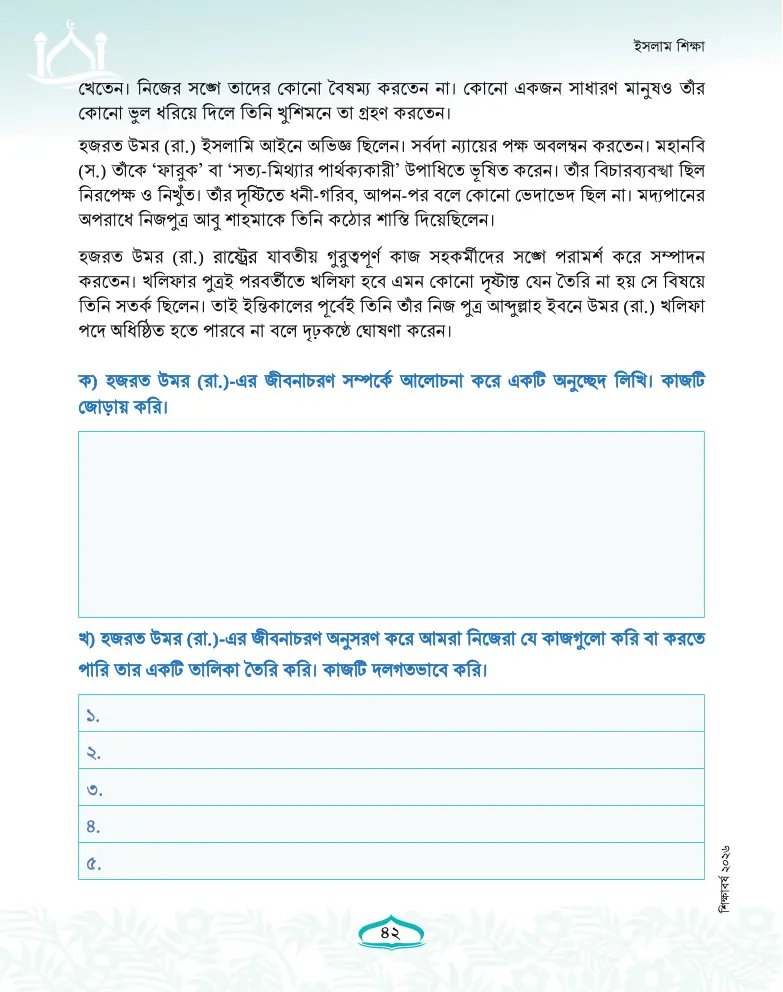 ইসলাম শিক্ষা
খেতেন। নিজের সঙ্গে তাদের কোনো বৈষম্য করতেন না। কোনো একজন সাধারণ মানুষও তাঁর
কোনো ভুল ধরিয়ে দিলে তিনি খুশিমনে তা গ্রহণ করতেন।
হজরত উমর (রা.) ইসলামি আইনে অভিজ্ঞ ছিলেন। সর্বদা ন্যায়ের পক্ষ অবলম্বন করতেন। মহানবি
(স.) তাঁকে ‘ফারুক’ বা ‘সত্য-মিথ্যার পার্থক্যকারী’ উপাধিতে ভূষিত করেন। তাঁর বিচারব্যবস্থা ছিল
নিরপেক্ষ ও নিখুঁত। তাঁর দৃষ্টিতে ধনী-গরিব, আপন-পর বলে কোনো ভেদাভেদ ছিল না। মদ্যপানের
অপরাধে নিজপুত্র আবু শাহমাকে তিনি কঠোর শাস্তি দিয়েছিলেন।
হজরত উমর (রা.) রাষ্ট্রের যাবতীয় গুরুত্বপূর্ণ কাজ সহকর্মীদের সঙ্গে পরামর্শ করে সম্পাদন
করতেন। খলিফার পুত্রই পরবর্তীতে খলিফা হবে এমন কোনো দৃষ্টান্ত যেন তৈরি না হয় সে বিষয়ে
তিনি সতর্ক ছিলেন। তাই ইন্তিকালের পূর্বেই তিনি তাঁর নিজ পুত্র আব্দুল্লাহ ইবনে উমর (রা.) খলিফা
পদে অধিষ্ঠিত হতে পারবে না বলে দৃঢ়কণ্ঠে ঘোষণা করেন।
ক) হজরত উমর (রা.)-এর জীবনাচরণ সম্পর্কে আলোচনা করে একটি অনুচ্ছেদ লিখি। কাজটি
জোড়ায় করি।
খ) হজরত উমর (রা.)-এর জীবনাচরণ অনুসরণ করে আমরা নিজেরা যে কাজগুলো করি বা করতে
পারি তার একটি তালিকা তৈরি করি। কাজটি দলগতভাবে করি।
১.
২.
৩.
৪.
৫.
শিক্ষাবর্ষ ২০২৬
৪২